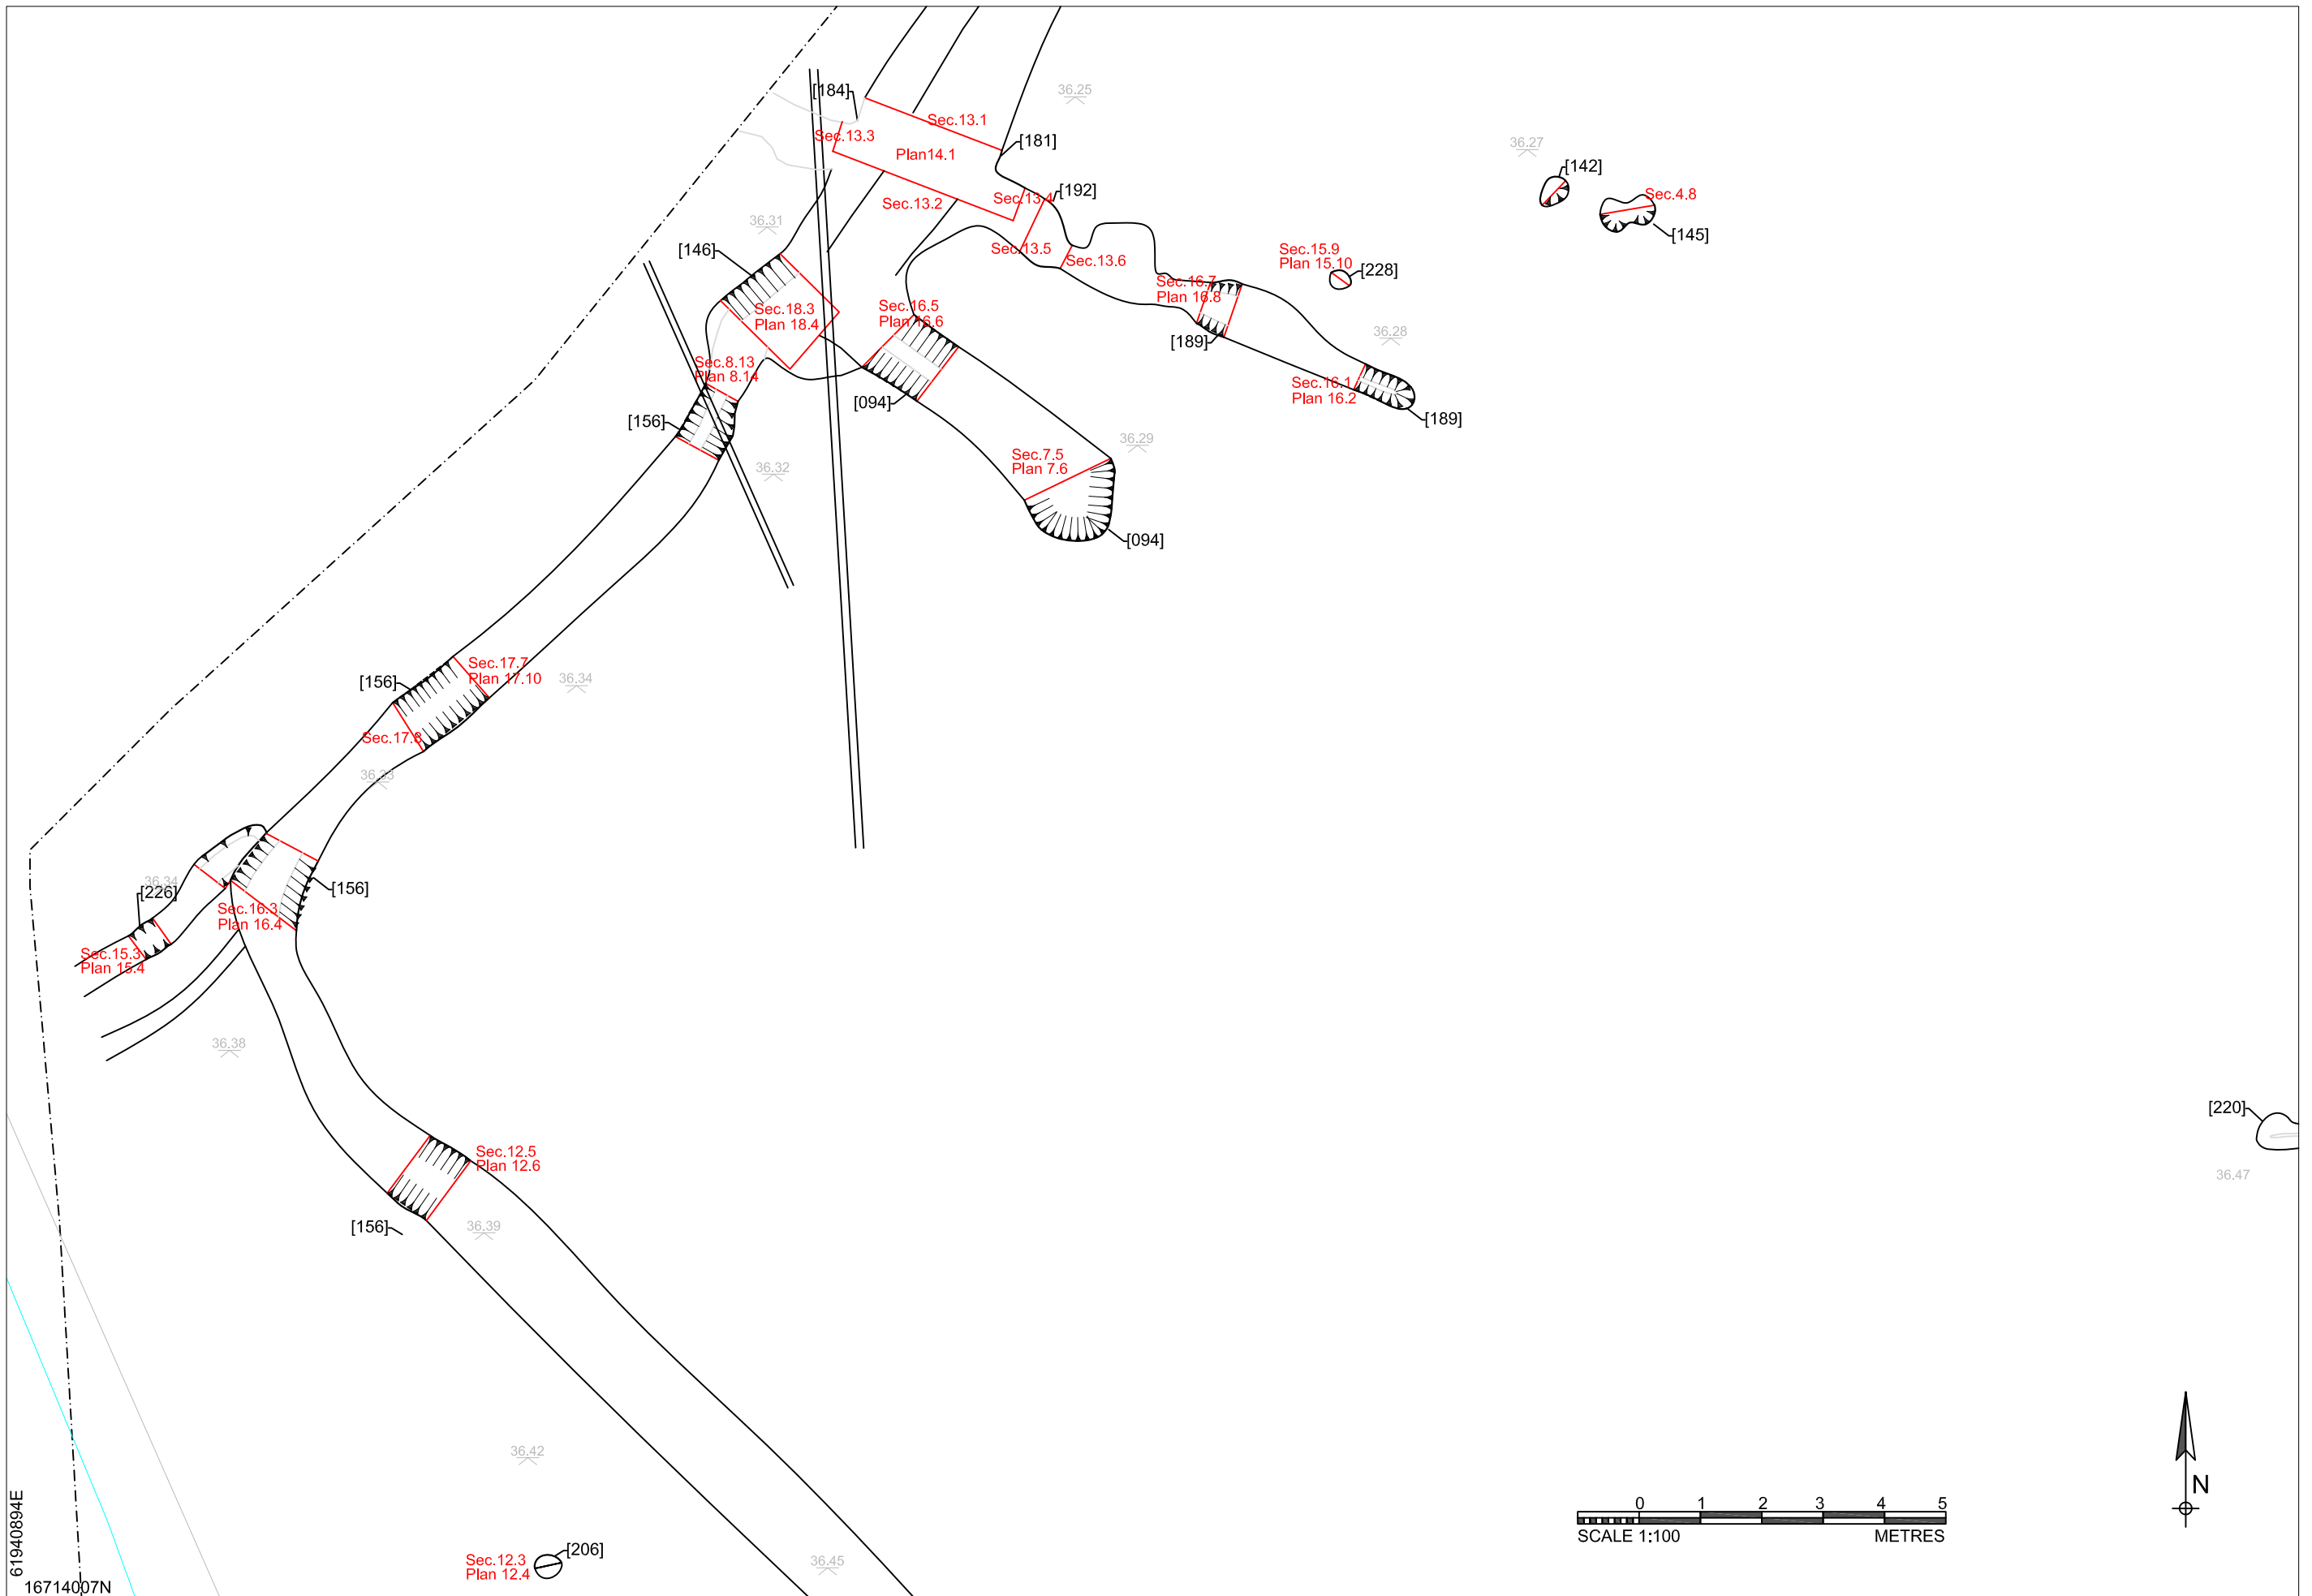 36.25
[184]
Sec.13.1
Sec.13.3
[181]
Plan14.1
36.27
[142]
Sec.13.4
[192]
Sec.4.8
Sec.13.2
36.31
[145]
[146]
Sec.13.5
Sec.13.6
Sec.15.9
Plan 15.10
[228]
Sec.16.7
Plan 16.8
Sec.18.3
Plan 18.4
Sec.16.5
Plan 16.6
36.28
[189]
Sec.8.13
Plan 8.14
Sec.16.1
Plan 16.2
[094]
[189]
[156]
36.29
Sec.7.5
Plan 7.6
36.32
[094]
Sec.17.7
Plan 17.10
[156]
36.34
Sec.17.8
36.33
36.34
[226]
[156]
Sec.16.3
Plan 16.4
Sec.15.3
Plan 15.4
36.38
[220]
Sec.12.5
Plan 12.6
36.47
[156]
36.39
36.42
N
0 1 2 3 4 5
SCALE 1:100 METRES
61940894E
[206]
Sec.12.3
Plan 12.4
36.45
16714007N